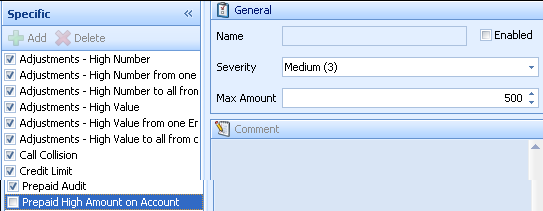 Specific
Add Delete
Adjustments - High Number
Adjustments - High Number from one
Adjustments - High Number to all from
Adjustments - High Value
Adjustments - High Value from one Er
Adjustments - High Value to all from c
Call Collision
Credit Limit
Prepaid Audit
Prepaid High Amount on Account
General
Name Enabled
Severity Medium (3)
Max Amount 500
Comment